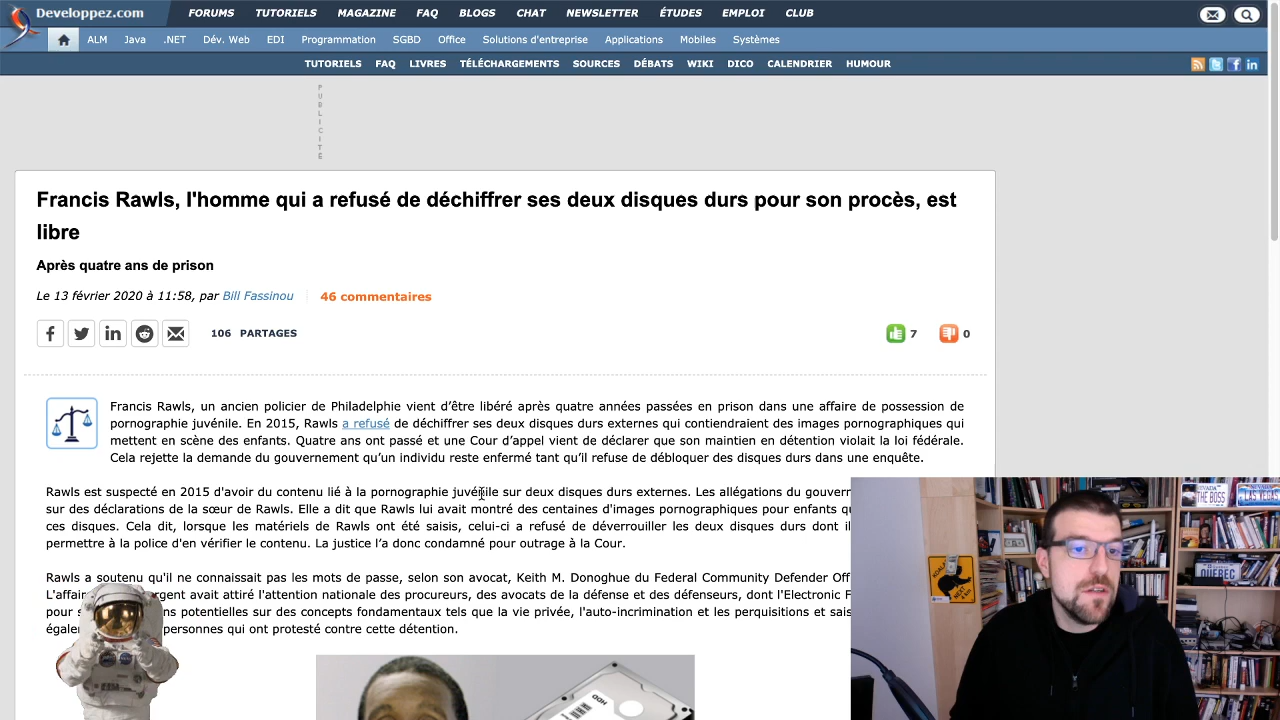 Developpez.com
FORUMS TUTORIELS MAGAZINE FAQ BLOGS CHAT NEWSLETTER ÉTUDES EMPLOI CLUB
ALM Java .NET Dév. Web EDI Programmation SGBD Office Solutions d'entreprise Applications Mobiles Systèmes
TUTORIELS FAQ LIVRES TÉLÉCHARGEMENTS SOURCES DÉBATS WIKI DICO CALENDRIER HUMOUR
PUBLICITE
Francis Rawls, l'homme qui a refusé de déchiffrer ses deux disques durs pour son procès, est
libre
Après quatre ans de prison
Le 13 février 2020 à 11:58, par Bill Fassinou 46 commentaires
106 PARTAGES 7 0
Francis Rawls, un ancien policier de Philadelphie vient d'être libéré après quatre années passées en prison dans une affaire de possession de
pornographie juvénile. En 2015, Rawls a refusé de déchiffrer ses deux disques durs externes qui contiendraient des images pornographiques qui
mettent en scène des enfants. Quatre ans ont passé et une Cour d'appel vient de déclarer que son maintien en détention violait la loi fédérale.
Cela rejette la demande du gouvernement qu'un individu reste enfermé tant qu'il refuse de débloquer des disques durs dans une enquête.
Rawls est suspecté en 2015 d'avoir du contenu lié à la pornographie juvénile sur deux disques durs externes. Les allégations du gouver
sur des déclarations de la sœur de Rawls. Elle a dit que Rawls lui avait montré des centaines d'images pornographiques pour enfants
ces disques. Cela dit, lorsque les matériels de Rawls ont été saisis, celui-ci a refusé de déverrouiller les deux disques durs dont
permettre à la police d'en vérifier le contenu. La justice l'a donc condamné pour outrage à la Cour.
Rawls a soutenu qu'il ne connaissait pas les mots de passe, selon son avocat, Keith M. Donoghue du Federal Community Defender
L'affair rgent avait attiré l'attention nationale des procureurs, des avocats de la défense et des défenseurs, dont l'Electronic
pour s ns potentielles sur des concepts fondamentaux tels que la vie privée, l'auto-incrimination et les perquisitions et
égale personnes qui ont protesté contre cette détention.
HDD
NEVADA
THE BOSS
LAS VEGAS
QUÉBEC
KOALA
NEXT